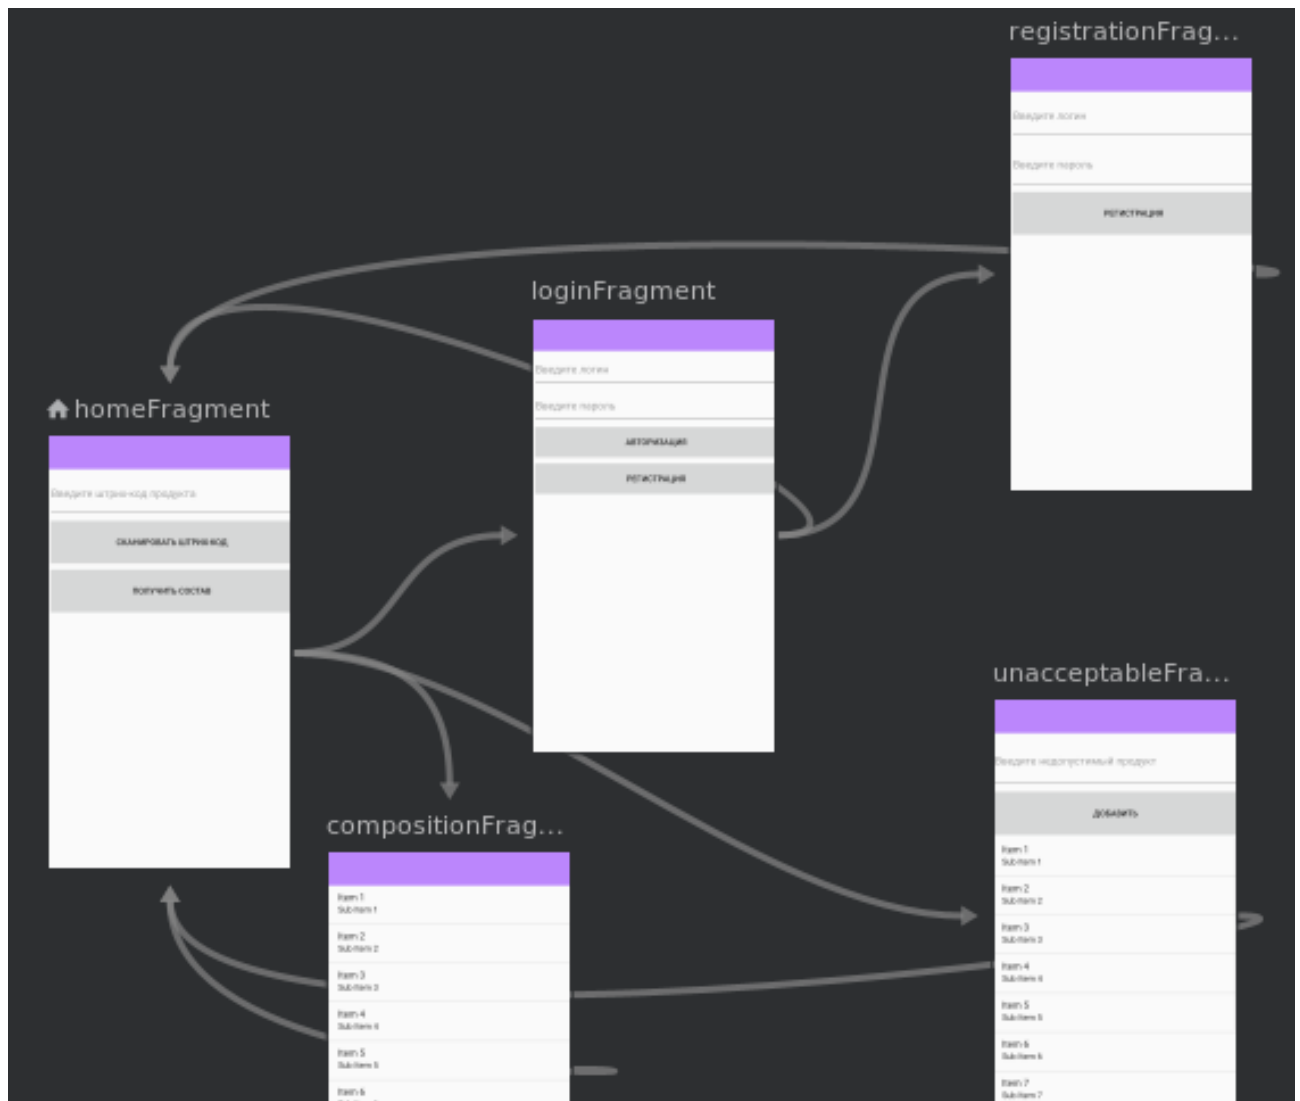 registrationFrag...
Введите логин
Введите пароль
РЕГИСТРАЦИЯ
loginFragment
Введите логин
Введите пароль
АВТОРИЗАЦИЯ
РЕГИСТРАЦИЯ
homeFragment
Введите штрих-код продукта
СКАНИРОВАТЬ ШТРИХ-КОД
ПОЛУЧИТЬ СОСТАВ
unacceptableFra...
Введите недопустимый продукт
ДОБАВИТЬ
Item 1
Sub Item 1
Item 2
Sub Item 2
Item 3
Sub Item 3
Item 4
Sub Item 4
Item 5
Sub Item 5
Item 6
Sub Item 6
Item 7
Sub Item 7
compositionFrag...
Item 1
Sub Item 1
Item 2
Sub Item 2
Item 3
Sub Item 3
Item 4
Sub Item 4
Item 5
Sub Item 5
Item 6